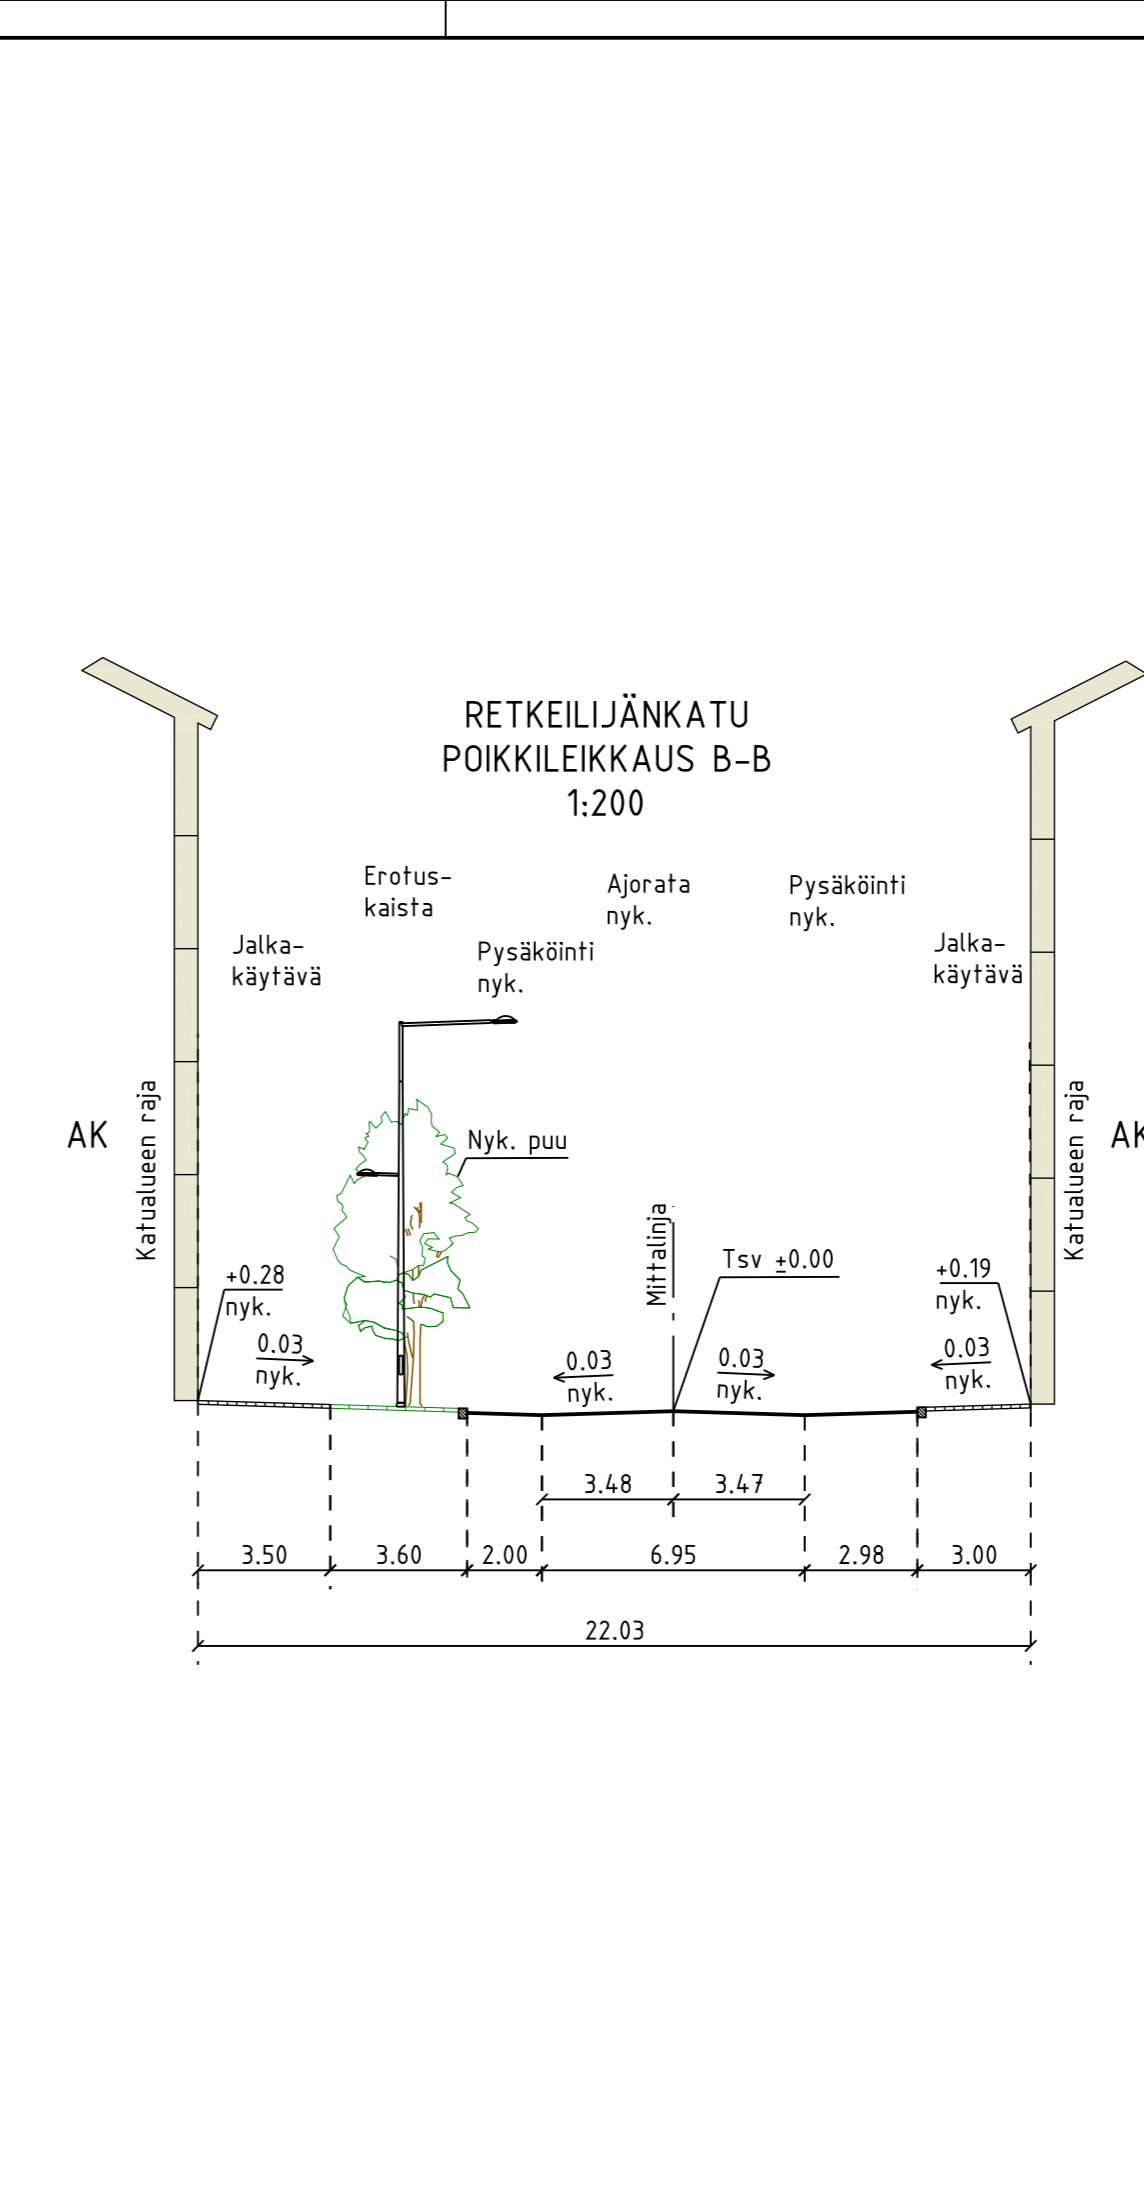 RETKEILIJÄNKATU
POIKKILEIKKAUS B-B
1:200
Erotus-
kaista
Ajorata
nyk.
Pysäköinti
nyk.
Jalka-
käytävä
Pysäköinti
nyk.
Jalka-
käytävä
AK
Katualueen raja
Nyk. puu
Mittalinja
Katualueen raja
AK
+0.28
nyk.
0.03
nyk.
Tsv ±0.00
0.03
nyk.
0.03
nyk.
+0.19
nyk.
0.03
nyk.
3.48 3.47
3.50 3.60 2.00 6.95 2.98 3.00
22.03